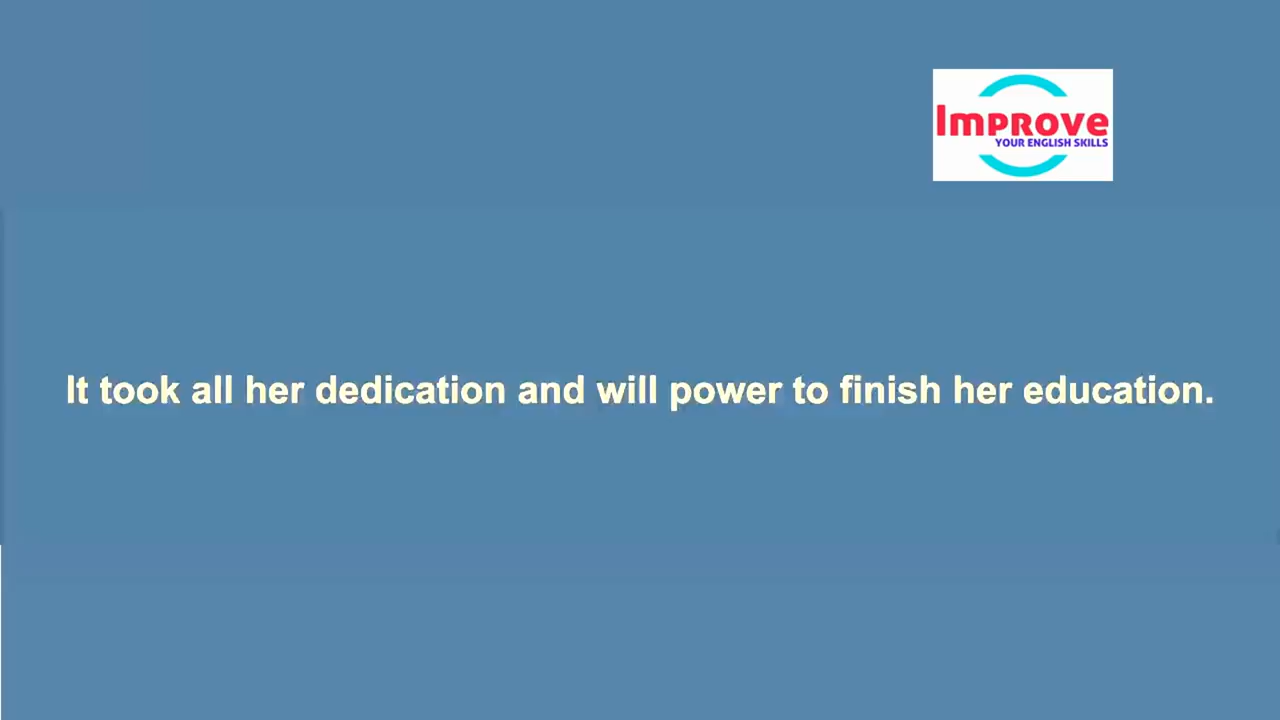 Improve
YOUR ENGLISH SKILLS
It took all her dedication and will power to finish her education.